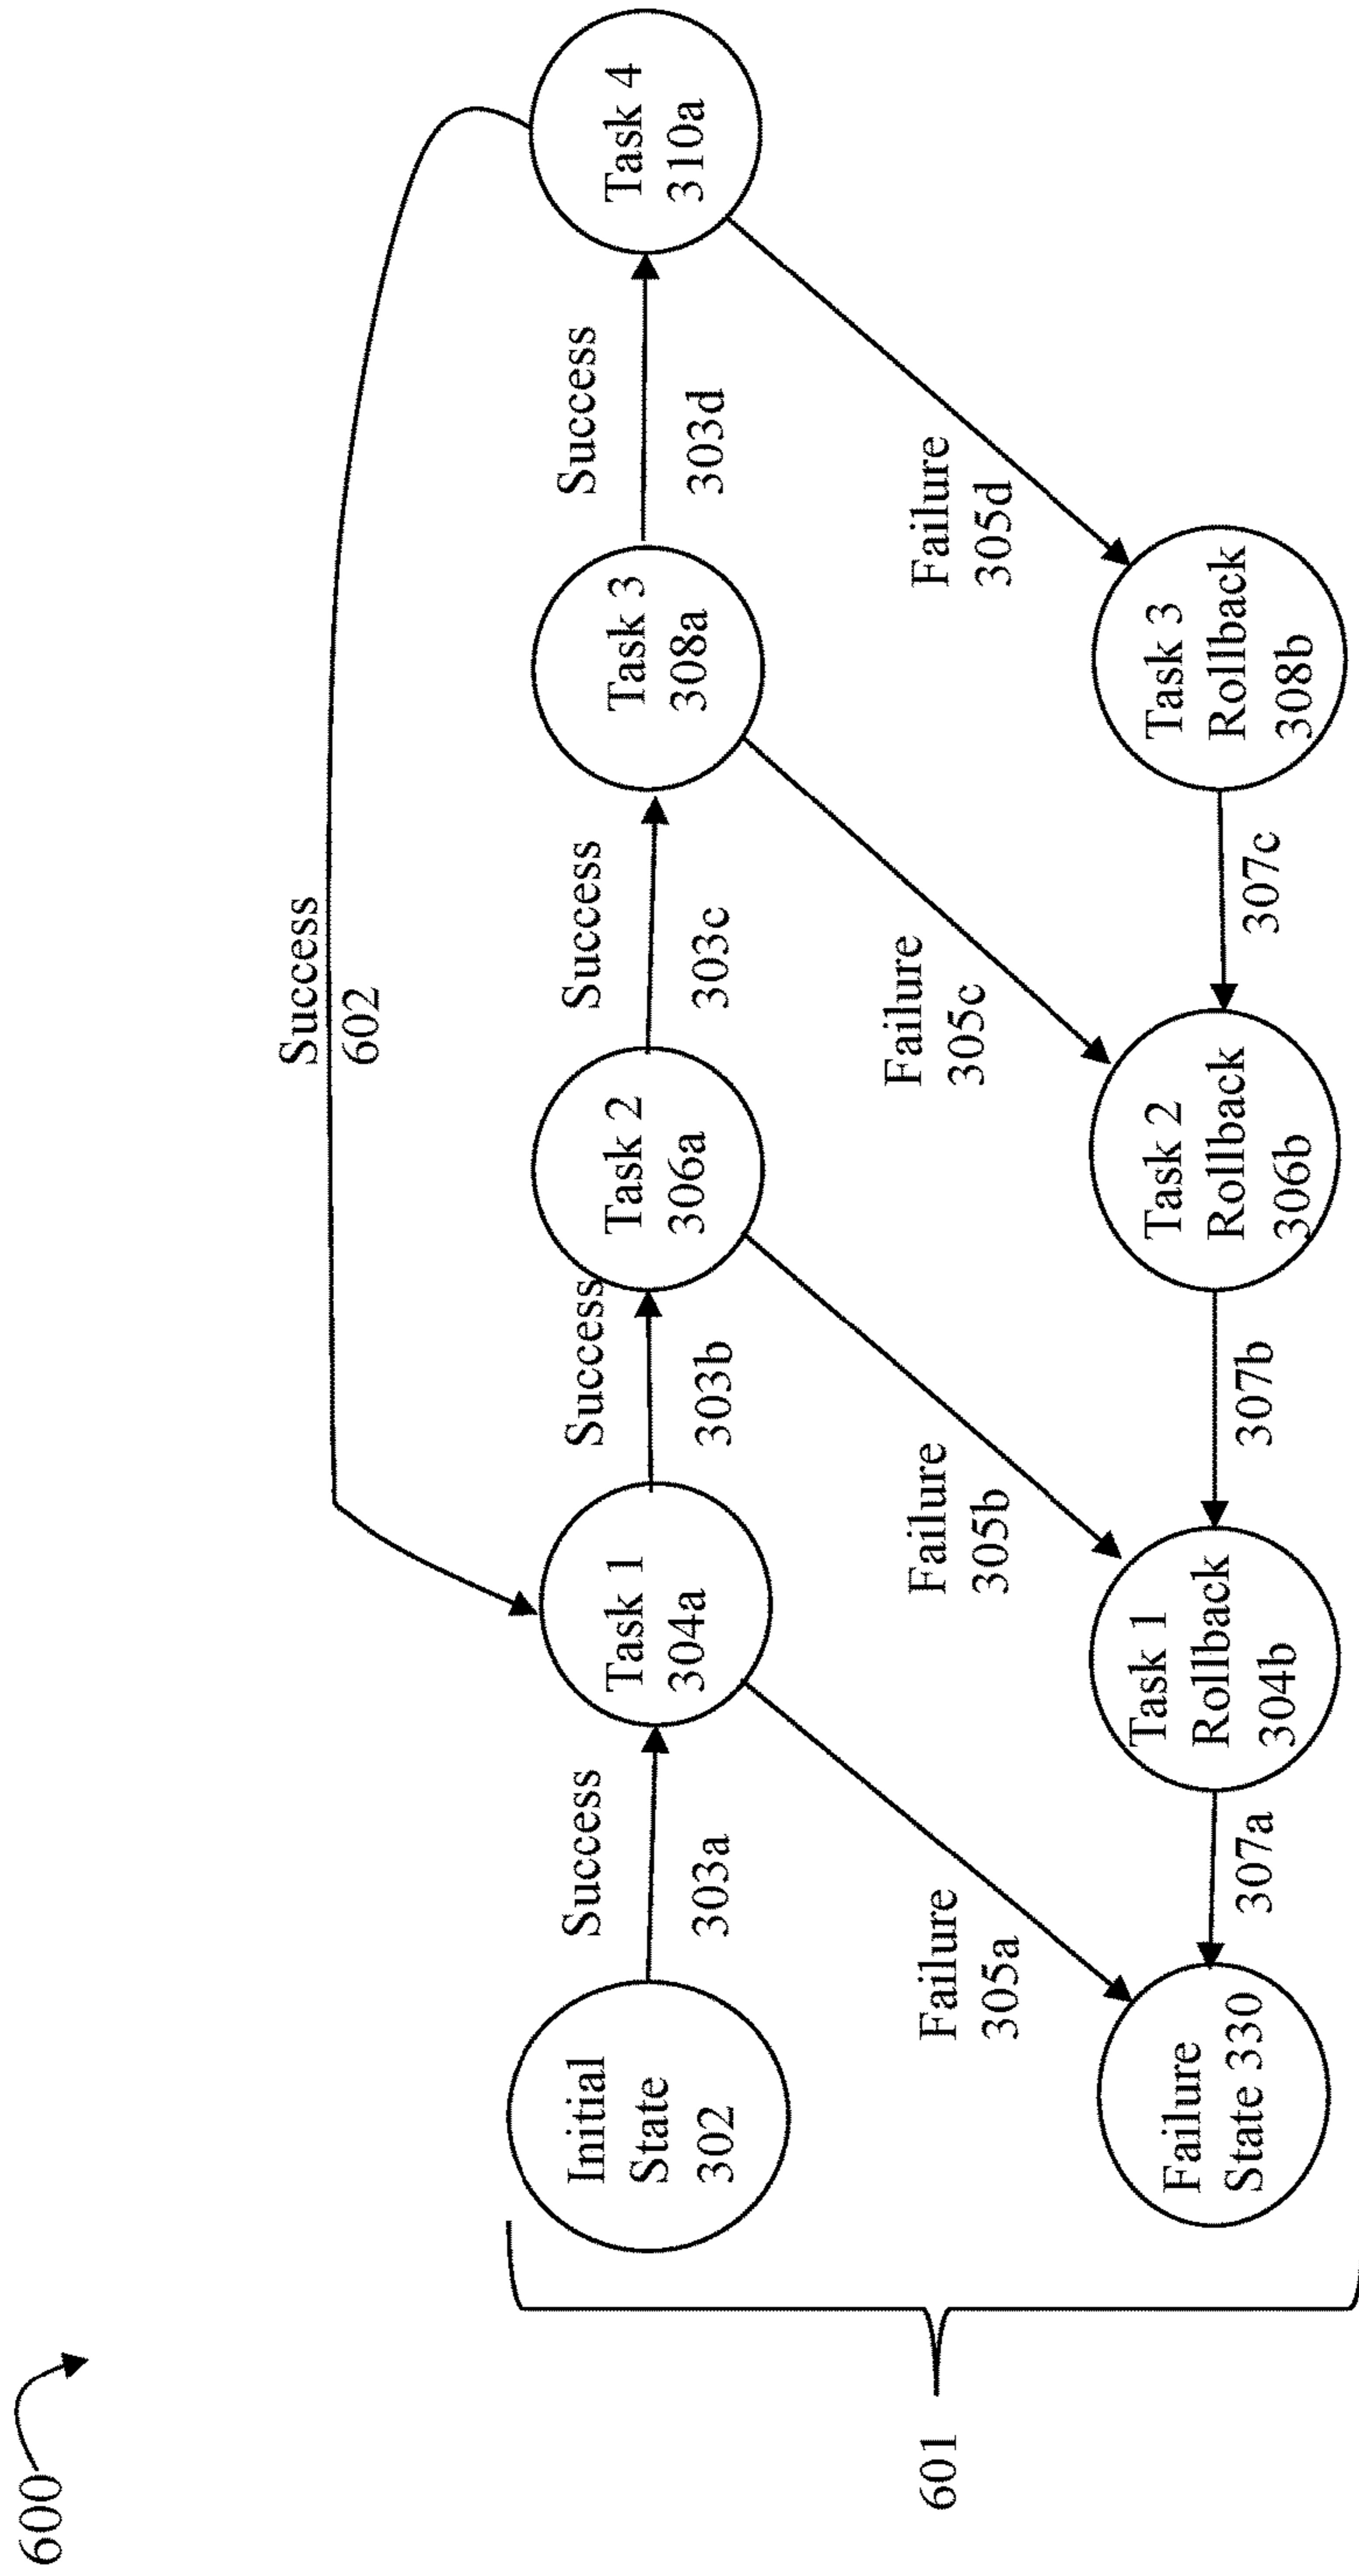 600
Success
602
Initial
State
302
Success
303a
Task 1
304a
Success
303b
Task 2
306a
Success
303c
Task 3
308a
Success
303d
Task 4
310a
601
Failure
305a
Failure
305b
Failure
305c
Failure
305d
Failure
State 330
307a
Task 1
Rollback
304b
307b
Task 2
Rollback
306b
307c
Task 3
Rollback
308b